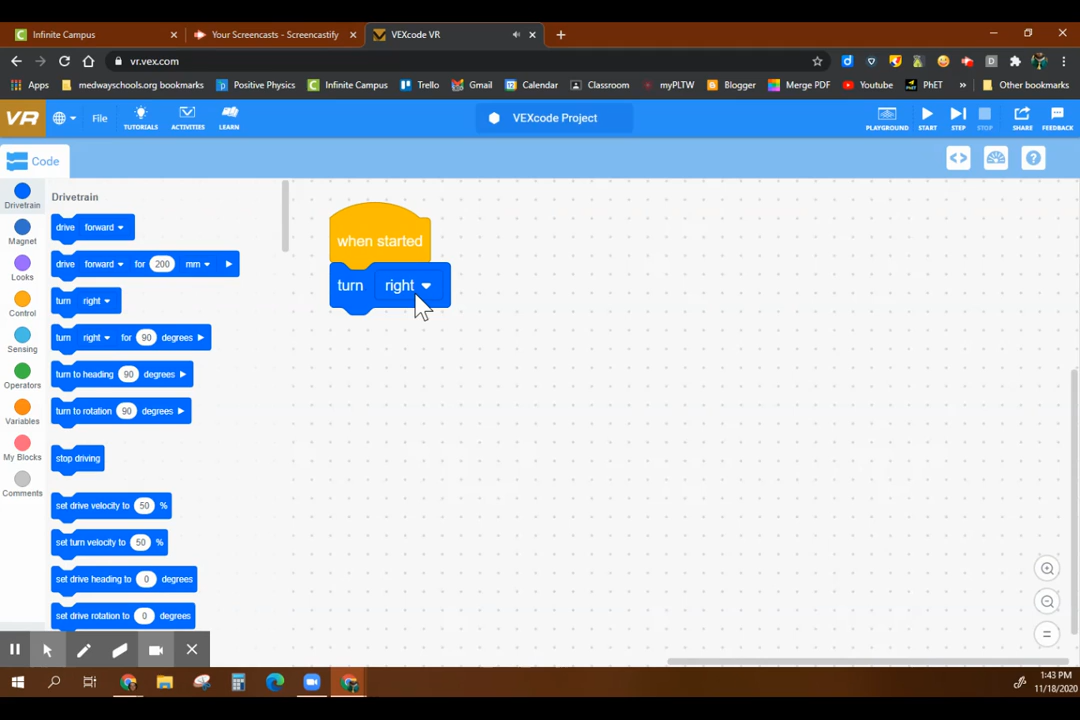 Infinite Campus
Your Screencasts - Screencastify
VEXcode VR
vr.vex.com
Apps
medwayschools.org bookmarks
Positive Physics
Infinite Campus
Trello
Gmail
Calendar
Classroom
myPLTW
Blogger
Merge PDF
Youtube
PhET
»
Other bookmarks
VR
File
TUTORIALS
ACTIVITIES
LEARN
VEXcode Project
PLAYGROUND
START
STEP
STOP
SHARE
FEEDBACK
Code
Drivetrain
Magnet
Looks
Control
Sensing
Operators
Variables
My Blocks
Comments
Drivetrain
drive forward
drive forward for 200 mm
turn right
turn right for 90 degrees
turn to heading 90 degrees
turn to rotation 90 degrees
stop driving
set drive velocity to 50 %
set turn velocity to 50 %
set drive heading to 0 degrees
set drive rotation to 0 degrees
when started
turn right
1:43 PM
11/18/2020